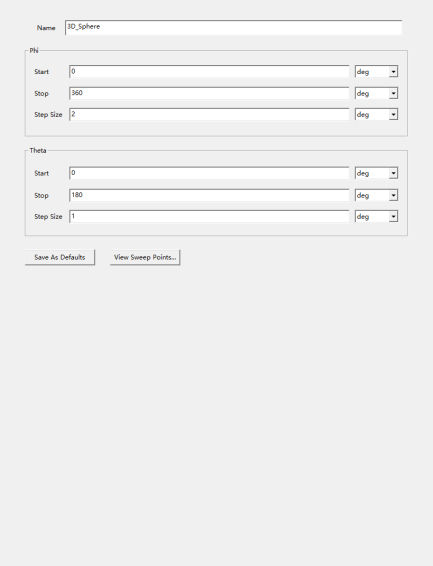 Name 3D_Sphere
Phi
Start 0 deg
Stop 360 deg
Step Size 2 deg
Theta
Start 0 deg
Stop 180 deg
Step Size 1 deg
Save As Defaults View Sweep Points...